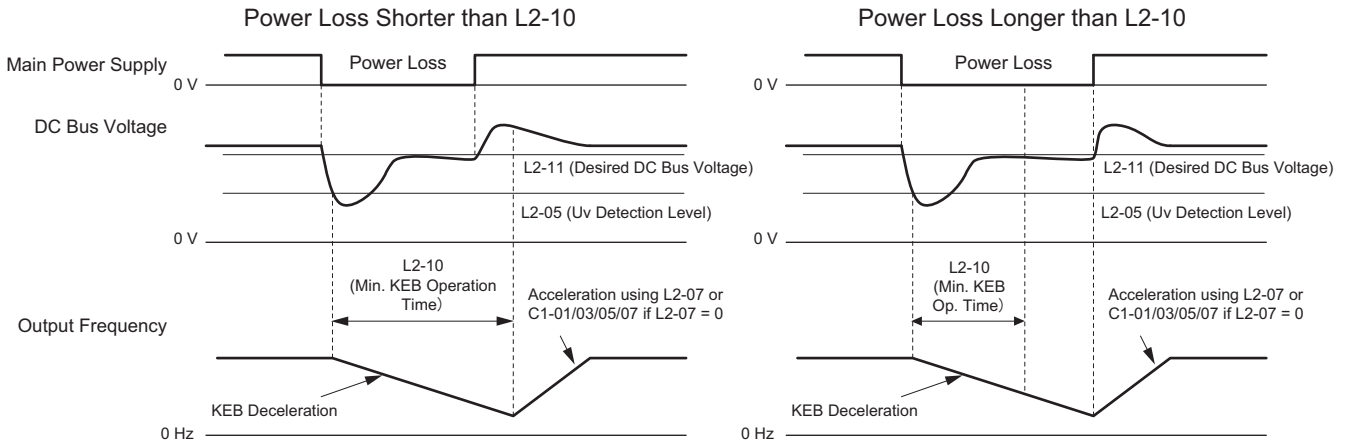 Power Loss Shorter than L2-10
Main Power Supply
Power Loss
0 V
DC Bus Voltage
L2-11 (Desired DC Bus Voltage)
L2-05 (Uv Detection Level)
0 V
L2-10
(Min. KEB Operation
Time)
Acceleration using L2-07 or
C1-01/03/05/07 if L2-07 = 0
Output Frequency
KEB Deceleration
0 Hz
Power Loss Longer than L2-10
Power Loss
0 V
L2-11 (Desired DC Bus Voltage)
L2-05 (Uv Detection Level)
0 V
L2-10
(Min. KEB
Op. Time)
Acceleration using L2-07 or
C1-01/03/05/07 if L2-07 = 0
KEB Deceleration
0 Hz